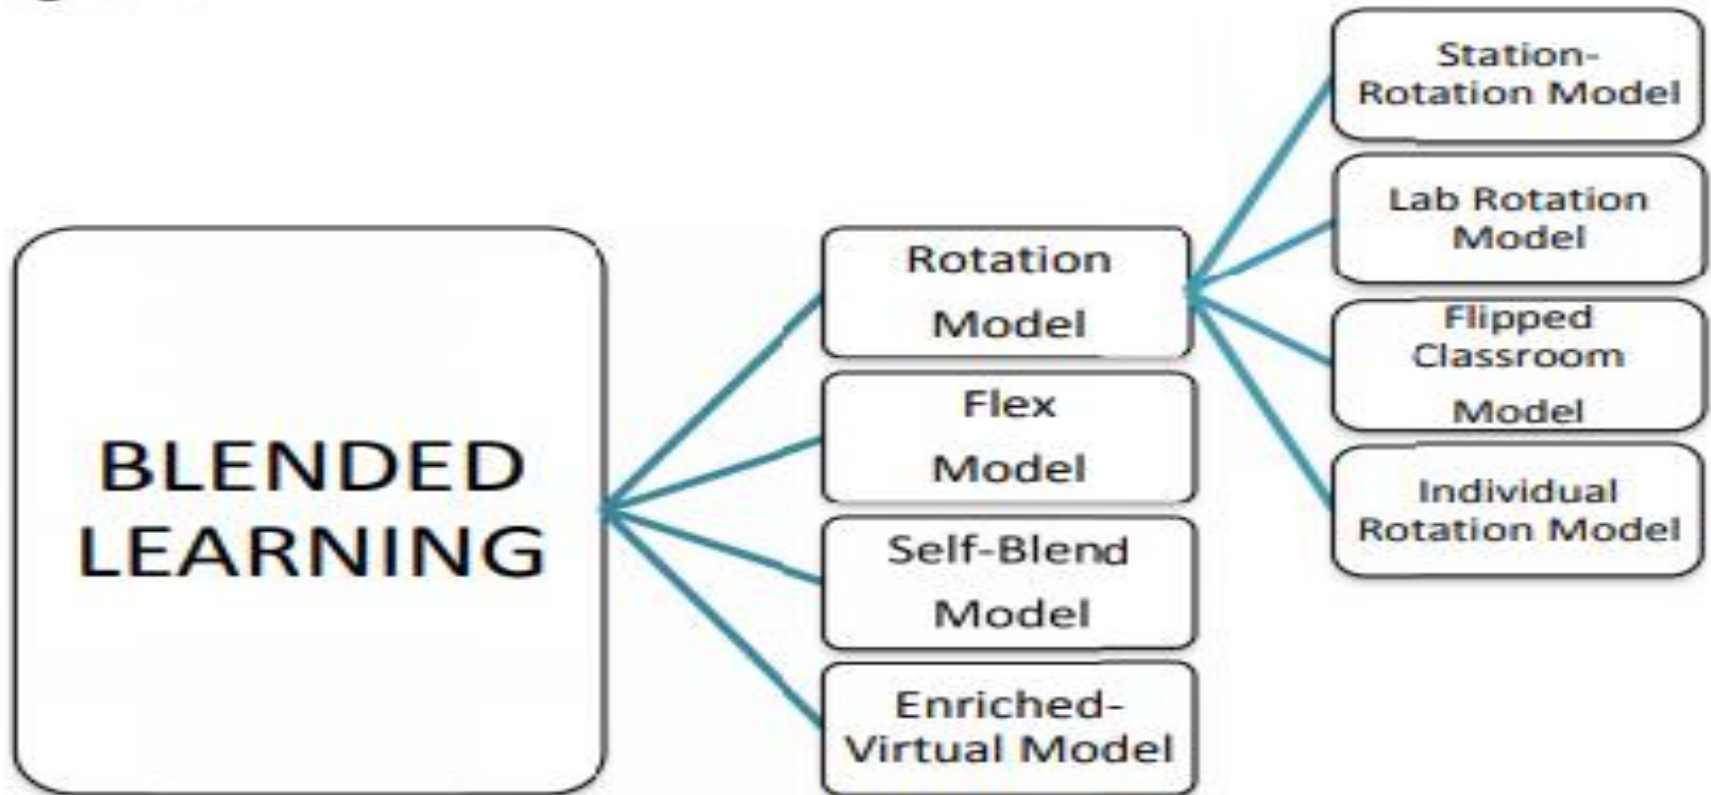 BLENDED
LEARNING
Rotation
Model
Flex
Model
Self-Blend
Model
Enriched-
Virtual Model
Station-
Rotation Model
Lab Rotation
Model
Flipped
Classroom
Model
Individual
Rotation Model